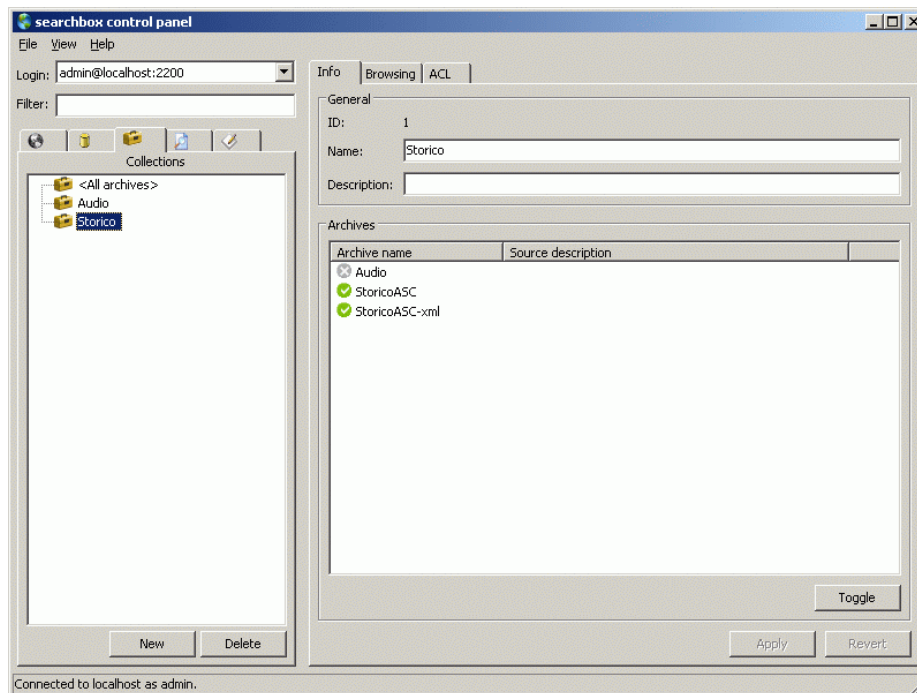 searchbox control panel
File View Help
Login: admin@localhost:2200
Filter:
Collections
<All archives>
Audio
Storico
New Delete
Info Browsing ACL
General
ID: 1
Name: Storico
Description:
Archives
Archive name Source description
Audio
StoricoASC
StoricoASC-xml
Toggle
Apply Revert
Connected to localhost as admin.